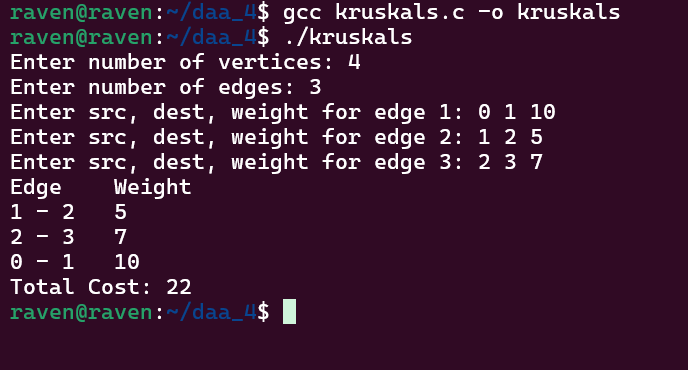 raven@raven:~/daa_4$ gcc kruskals.c -o kruskals
raven@raven:~/daa_4$ ./kruskals
Enter number of vertices: 4
Enter number of edges: 3
Enter src, dest, weight for edge 1: 0 1 10
Enter src, dest, weight for edge 2: 1 2 5
Enter src, dest, weight for edge 3: 2 3 7
Edge    Weight
1 - 2   5
2 - 3   7
0 - 1   10
Total Cost: 22
raven@raven:~/daa_4$